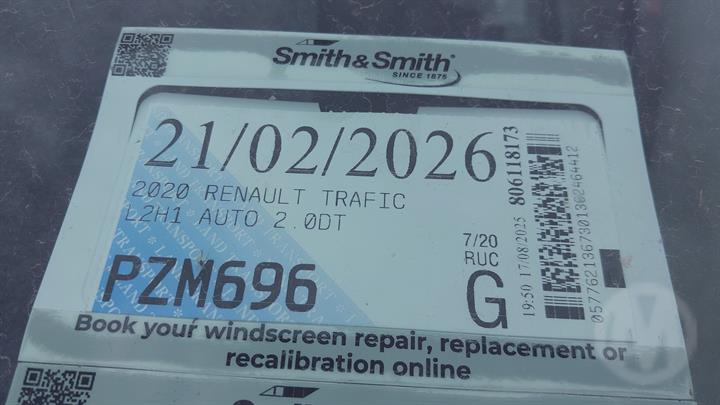 Smith&Smith
SINCE 1875
21/02/2026
2020 RENAULT TRAFIC
L2H1 AUTO 2.0DT
7/20
RUC
G
PZM696
19:50 17/08/2025 806118173
0577621367301302464412
Book your windscreen repair, replacement or
recalibration online